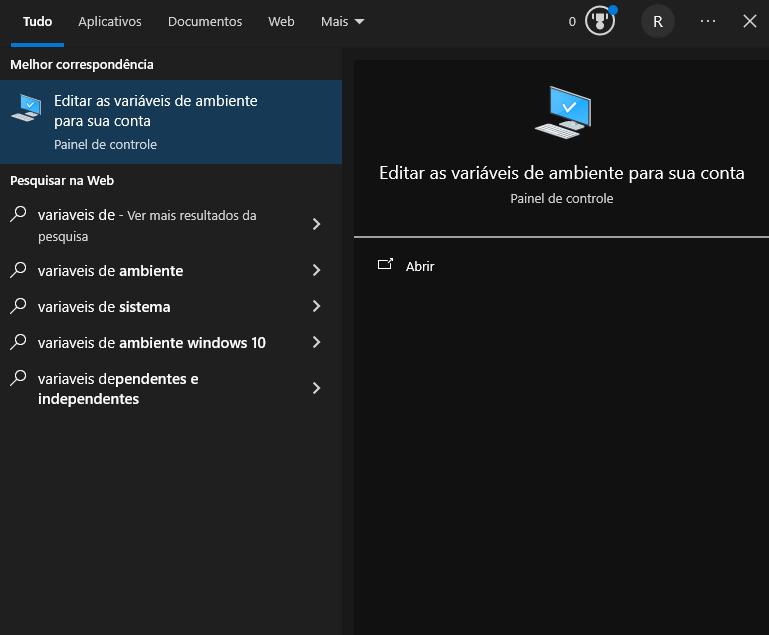 Tudo Aplicativos Documentos Web Mais 0 R
Melhor correspondência
Editar as variáveis de ambiente
para sua conta
Painel de controle
Pesquisar na Web
variaveis de - Ver mais resultados da
pesquisa
variaveis de ambiente
variaveis de sistema
variaveis de ambiente windows 10
variaveis dependentes e
independentes
Editar as variáveis de ambiente para sua conta
Painel de controle
Abrir